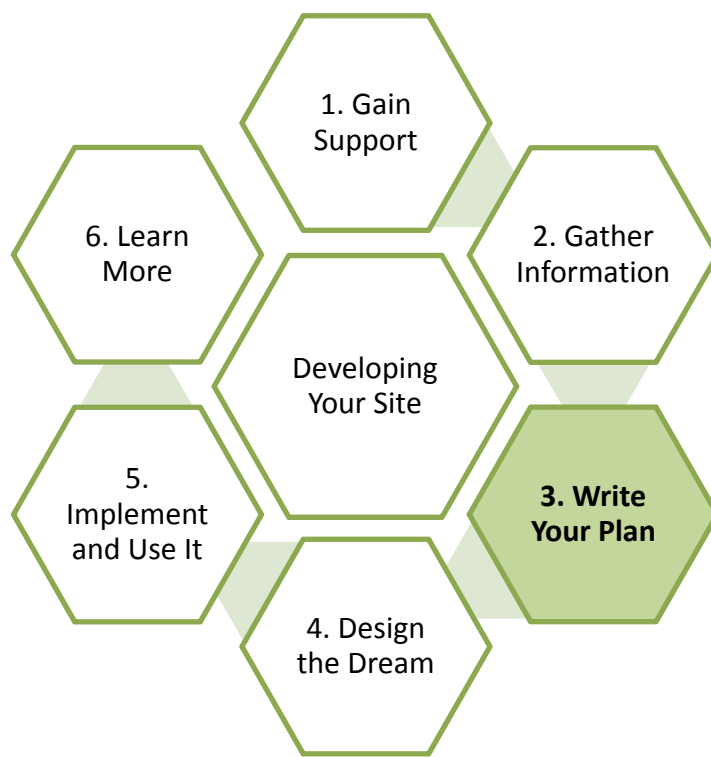 1. Gain
Support
2. Gather
Information
3. Write
Your Plan
4. Design
the Dream
5.
Implement
and Use It
6. Learn
More
Developing
Your Site